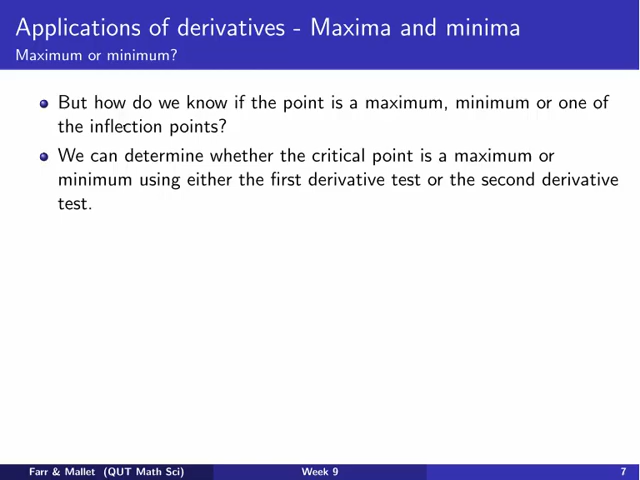 Applications of derivatives - Maxima and minima
Maximum or minimum?
But how do we know if the point is a maximum, minimum or one of
the inflection points?
We can determine whether the critical point is a maximum or
minimum using either the first derivative test or the second derivative
test.
Farr & Mallet (QUT Math Sci) Week 9 7